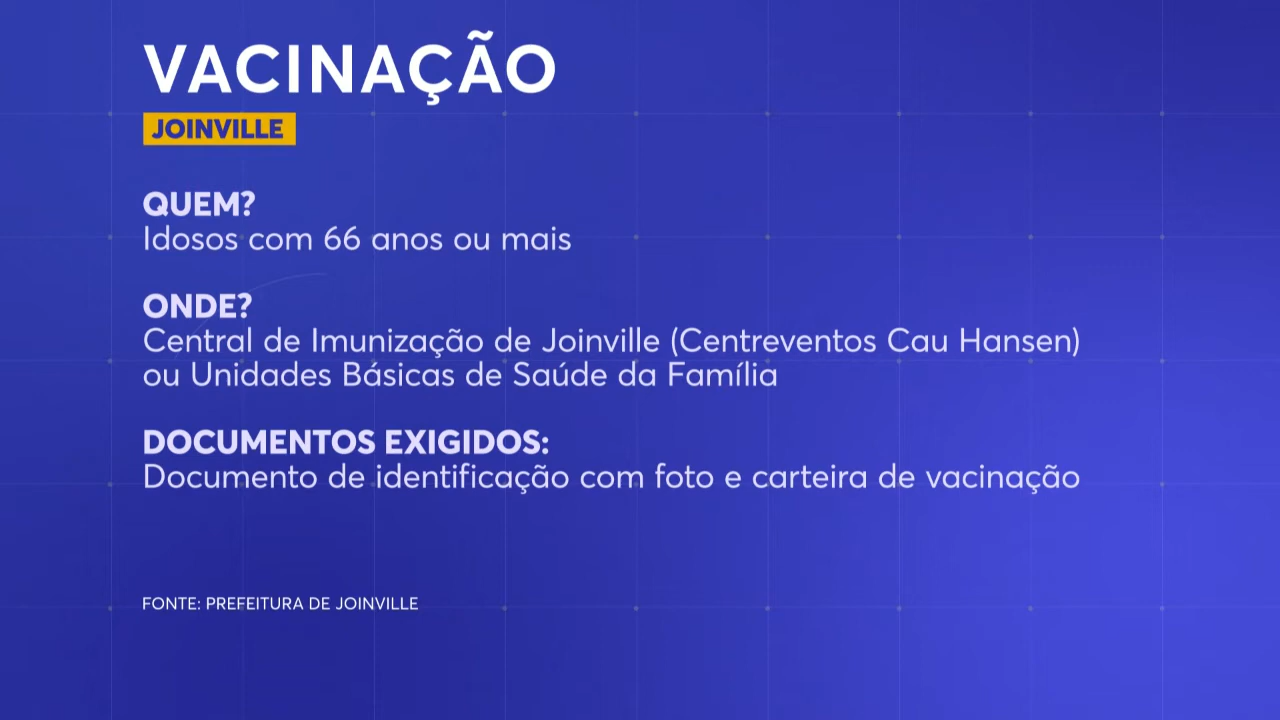 VACINAÇÃO
JOINVILLE
QUEM?
Idosos com 66 anos ou mais
ONDE?
Central de Imunização de Joinville (Centreventos Cau Hansen)
ou Unidades Básicas de Saúde da Família
DOCUMENTOS EXIGIDOS:
Documento de identificação com foto e carteira de vacinação
FONTE: PREFEITURA DE JOINVILLE